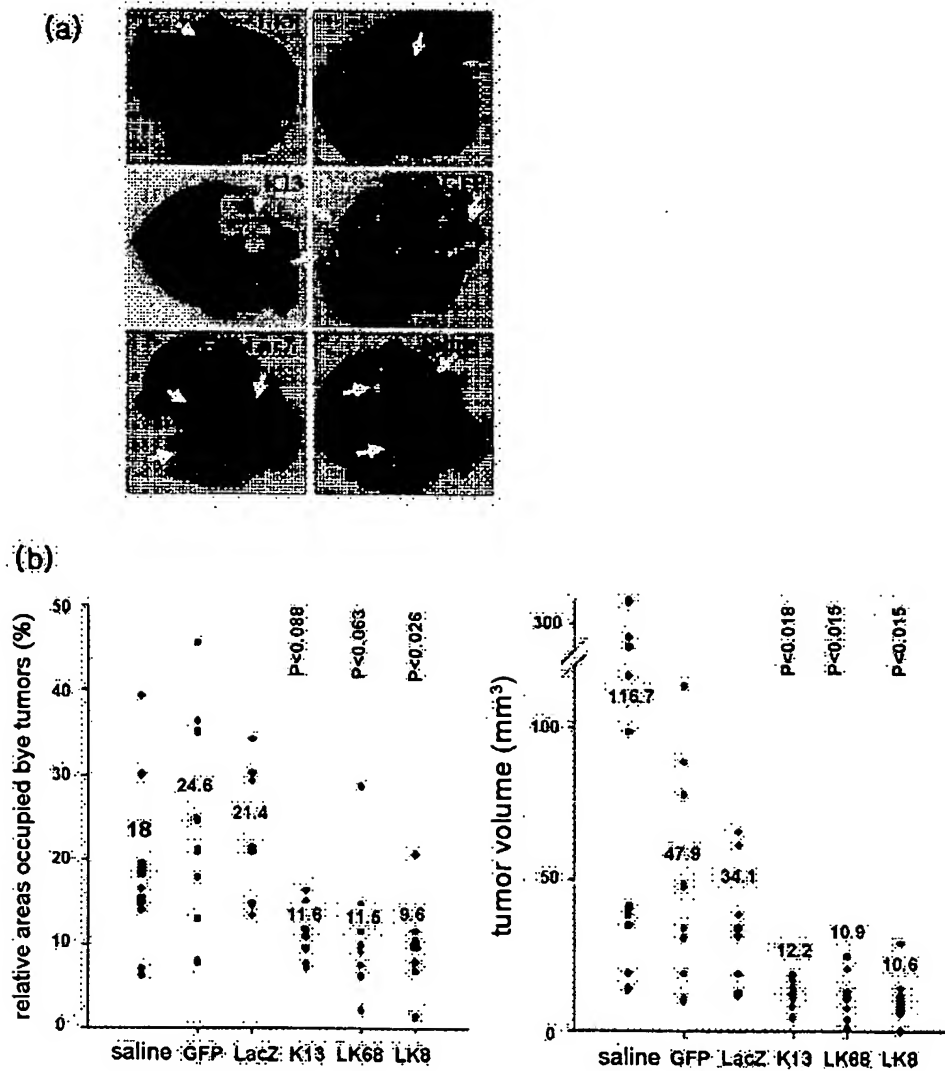 (a)
K13
(b)
relative areas occupied bye tumors (%)
50
40
30
20
10
0
18
24.6
21.4
11.6
11.5
9.6
P<0.088
P<0.063
P<0.026
saline GFP LacZ K13 LK68 LK8
tumor volume (mm³)
300
100
50
0
116.7
47.9
34.1
12.2
10.9
10.6
P<0.018
P<0.015
P<0.015
saline GFP LacZ K13 LK68 LK8